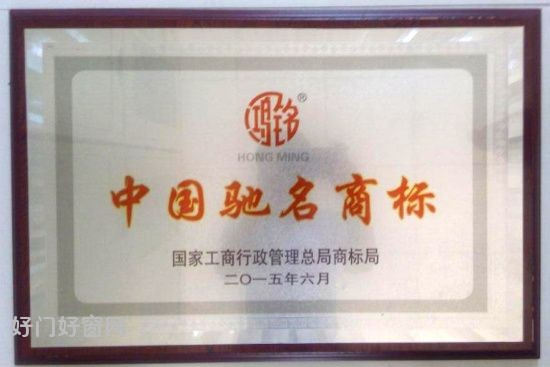 鸿铭®
HONG MING
中国驰名商标
国家工商行政管理总局商标局
二〇一五年六月
好门好窗